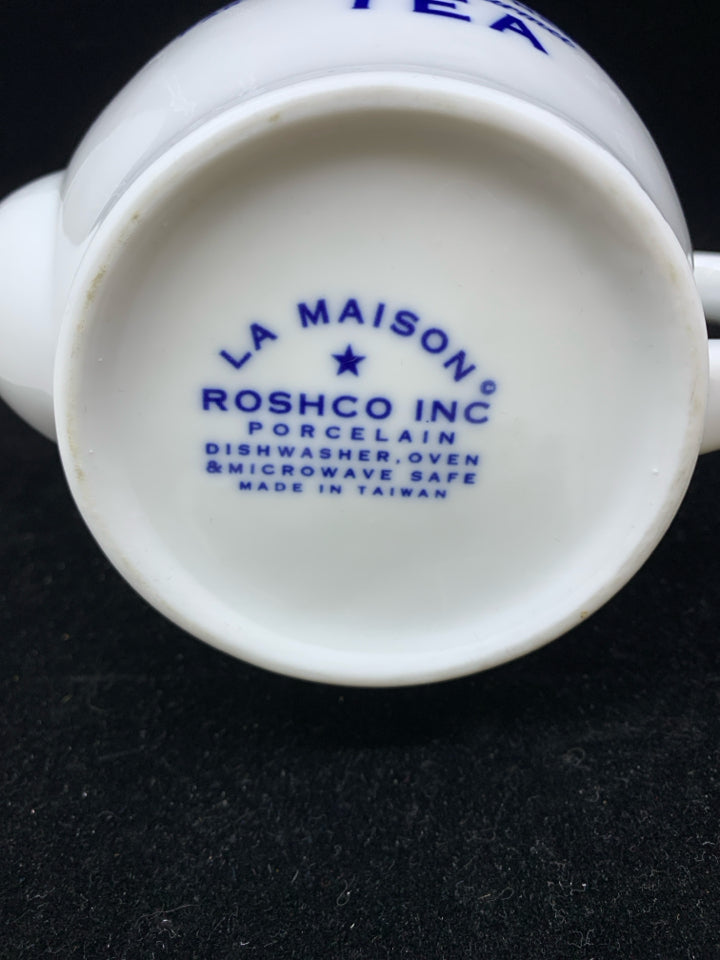 TEA
LA MAISON
©
ROSHCO INC
PORCELAIN
DISHWASHER, OVEN
& MICROWAVE SAFE
MADE IN TAIWAN